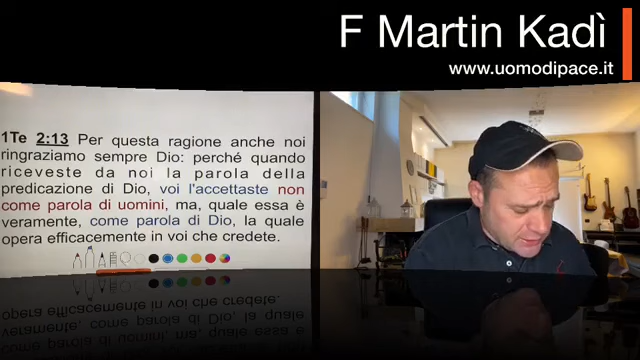 F Martin Kadì
www.uomodipace.it
1Te 2:13 Per questa ragione anche noi
ringraziamo sempre Dio: perché quando
riceveste da noi la parola della
predicazione di Dio, voi l'accettaste non
come parola di uomini, ma, quale essa è
veramente, come parola di Dio, la quale
opera efficacemente in voi che credete.